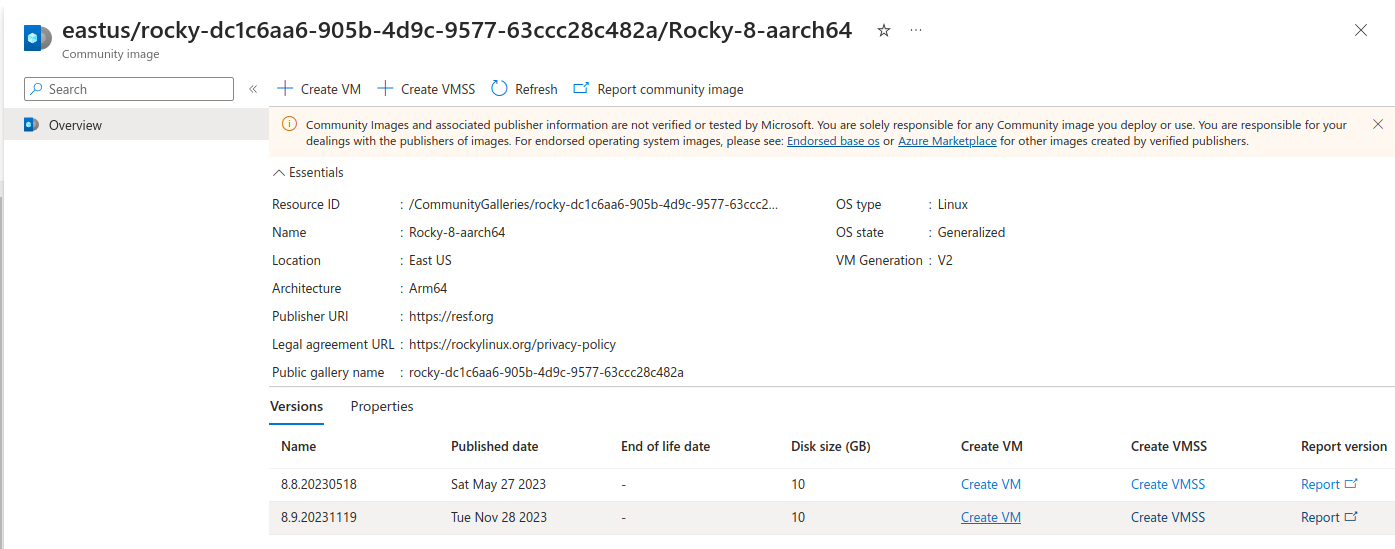 eastus/rocky-dc1c6aa6-905b-4d9c-9577-63ccc28c482a/Rocky-8-aarch64 ☆ ···
Community image
Search «
Create VM Create VMSS Refresh Report community image
Overview
Community Images and associated publisher information are not verified or tested by Microsoft. You are solely responsible for any Community image you deploy or use. You are responsible for your
dealings with the publishers of images. For endorsed operating system images, please see: Endorsed base os or Azure Marketplace for other images created by verified publishers.
Essentials
Resource ID : /CommunityGalleries/rocky-dc1c6aa6-905b-4d9c-9577-63ccc2... OS type : Linux
Name : Rocky-8-aarch64 OS state : Generalized
Location : East US VM Generation : V2
Architecture : Arm64
Publisher URI : https://resf.org
Legal agreement URL : https://rockylinux.org/privacy-policy
Public gallery name : rocky-dc1c6aa6-905b-4d9c-9577-63ccc28c482a
Versions Properties
Name Published date End of life date Disk size (GB) Create VM Create VMSS Report version
8.8.20230518 Sat May 27 2023 - 10 Create VM Create VMSS Report
8.9.20231119 Tue Nov 28 2023 - 10 Create VM Create VMSS Report